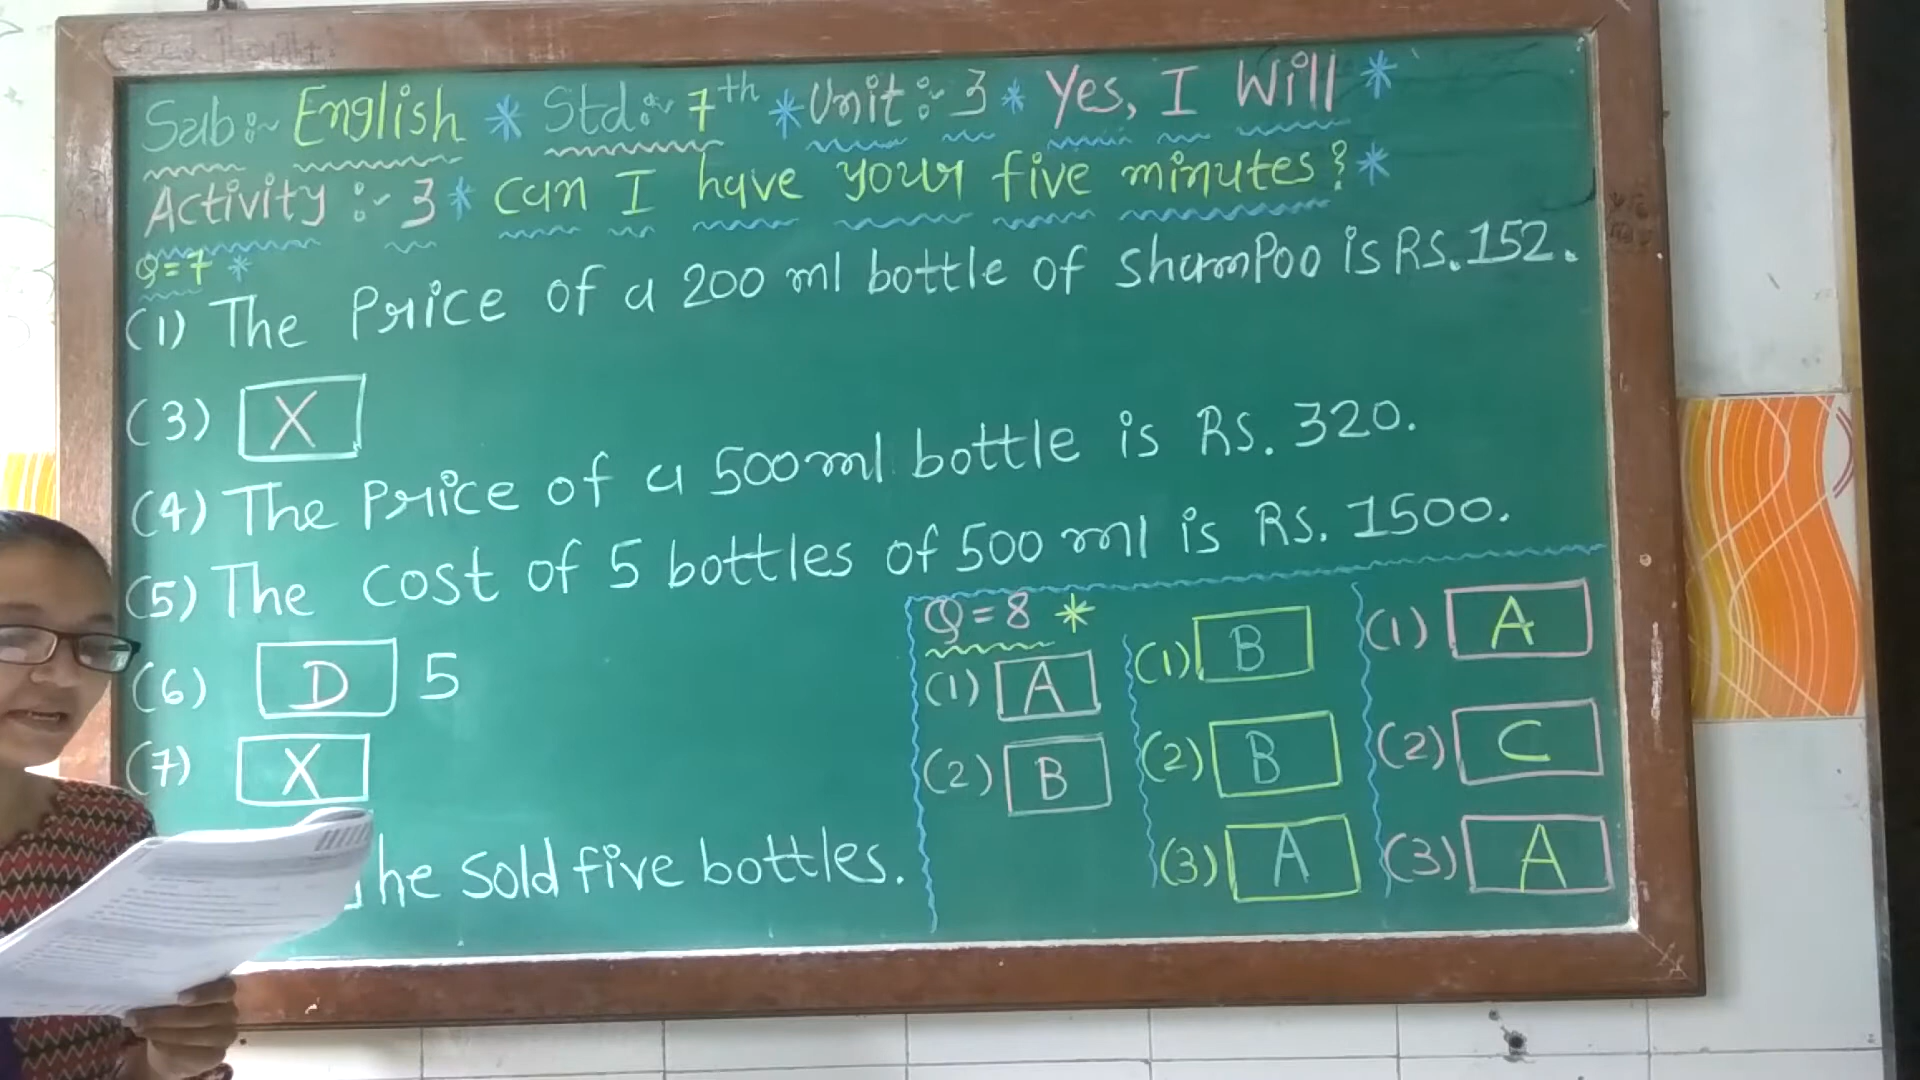 Sub:~ English * Std:~ 7th * Unit:~ 3 * Yes, I Will *
Activity:~ 3 * Can I have your five minutes? *
Q=7 *
(1) The Price of a 200 ml bottle of shampoo is RS. 152.
(3) X
(4) The Price of a 500 ml bottle is RS. 320.
(5) The cost of 5 bottles of 500 ml is RS. 1500.
(6) D 5
(7) X
he sold five bottles.
Q=8 *
(1) A
(2) B
(1) B
(2) B
(3) A
(1) A
(2) C
(3) A